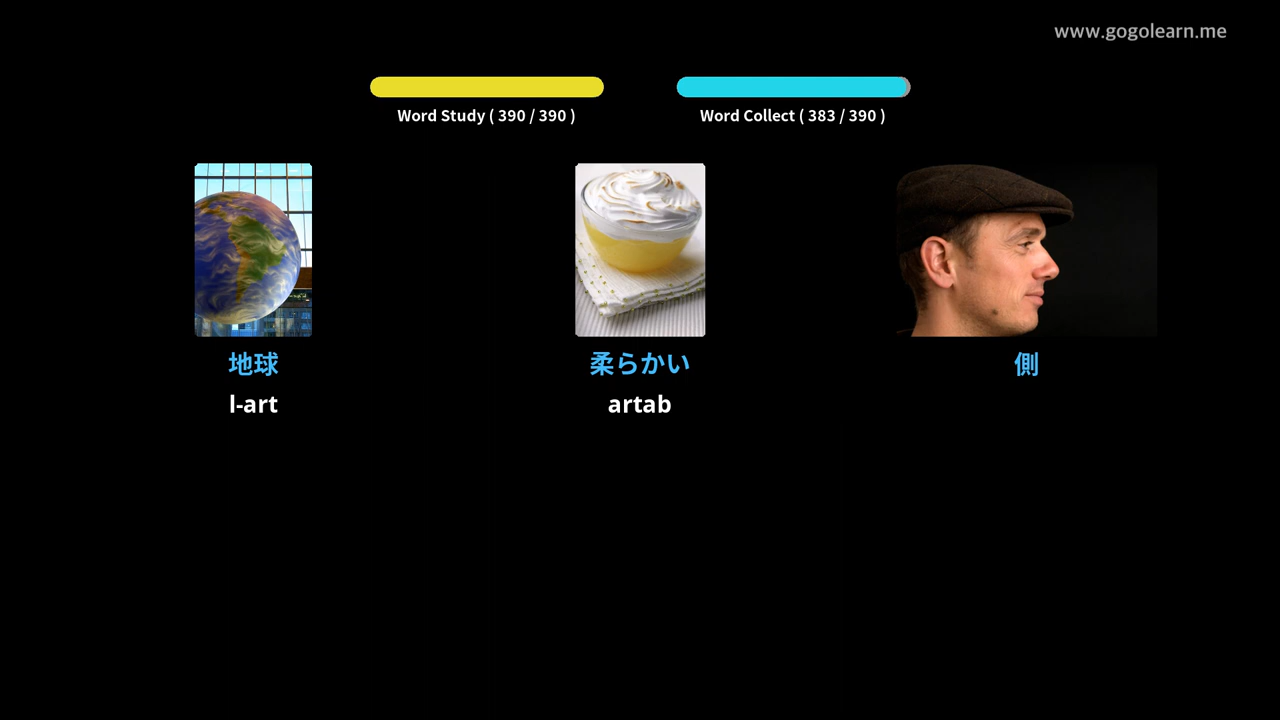 www.gogolearn.me
Word Study ( 390 / 390 )
Word Collect ( 383 / 390 )
地球
柔らかい
側
l-art
artab